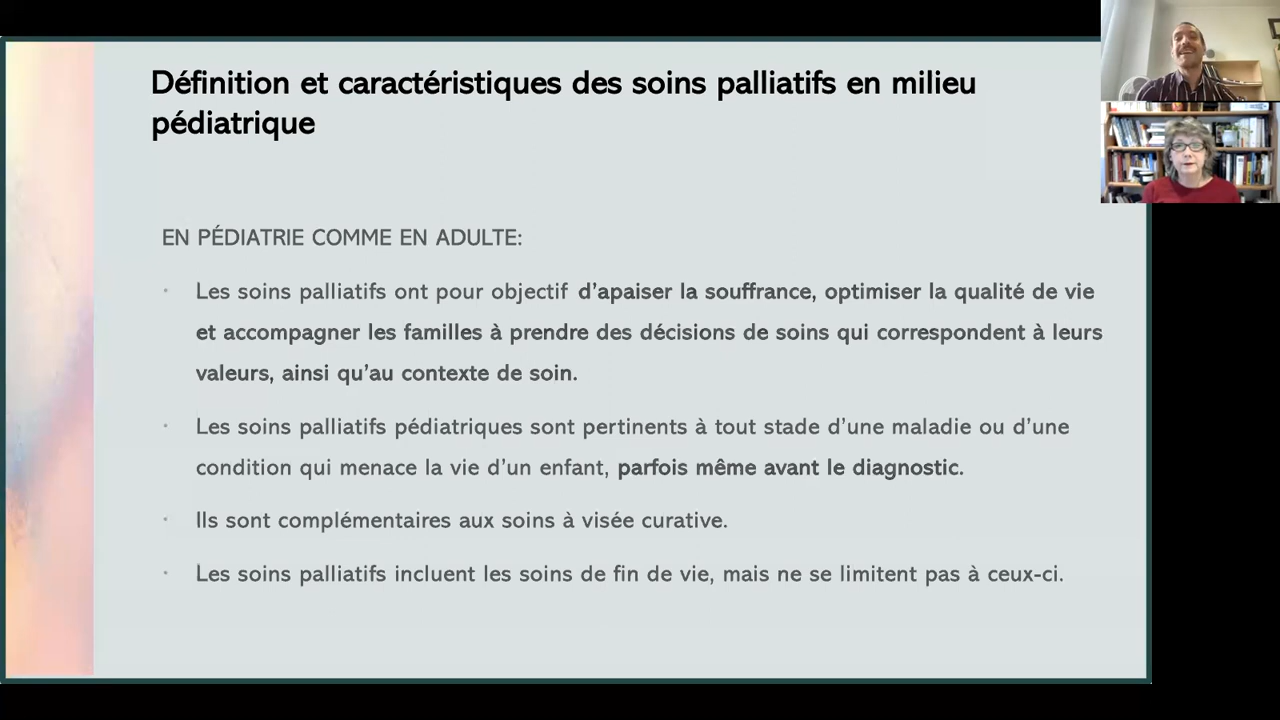 Définition et caractéristiques des soins palliatifs en milieu
pédiatrique
EN PÉDIATRIE COMME EN ADULTE:
• Les soins palliatifs ont pour objectif d’apaiser la souffrance, optimiser la qualité de vie
et accompagner les familles à prendre des décisions de soins qui correspondent à leurs
valeurs, ainsi qu’au contexte de soin.
• Les soins palliatifs pédiatriques sont pertinents à tout stade d’une maladie ou d’une
condition qui menace la vie d’un enfant, parfois même avant le diagnostic.
• Ils sont complémentaires aux soins à visée curative.
• Les soins palliatifs incluent les soins de fin de vie, mais ne se limitent pas à ceux-ci.